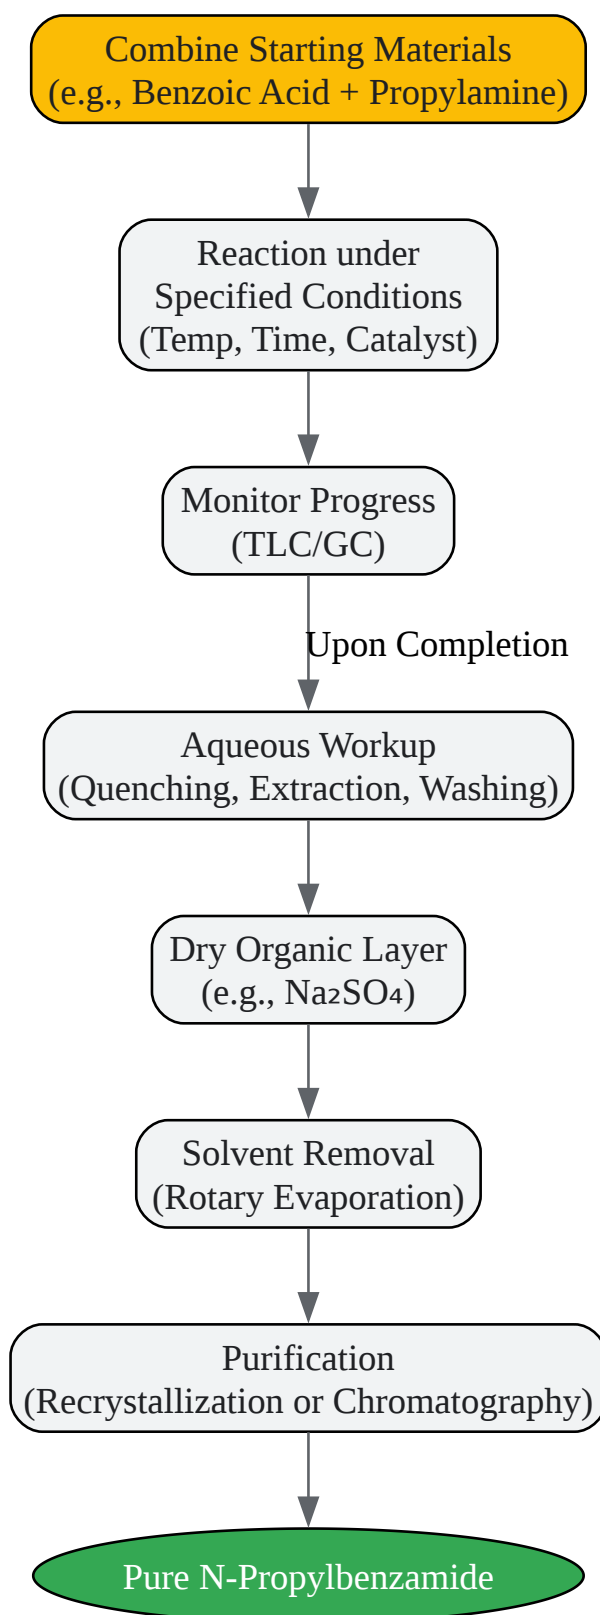 Combine Starting Materials
(e.g., Benzoic Acid + Propylamine)
Reaction under
Specified Conditions
(Temp, Time, Catalyst)
Monitor Progress
(TLC/GC)
Upon Completion
Aqueous Workup
(Quenching, Extraction, Washing)
Dry Organic Layer
(e.g., Na₂SO₄)
Solvent Removal
(Rotary Evaporation)
Purification
(Recrystallization or Chromatography)
Pure N-Propylbenzamide